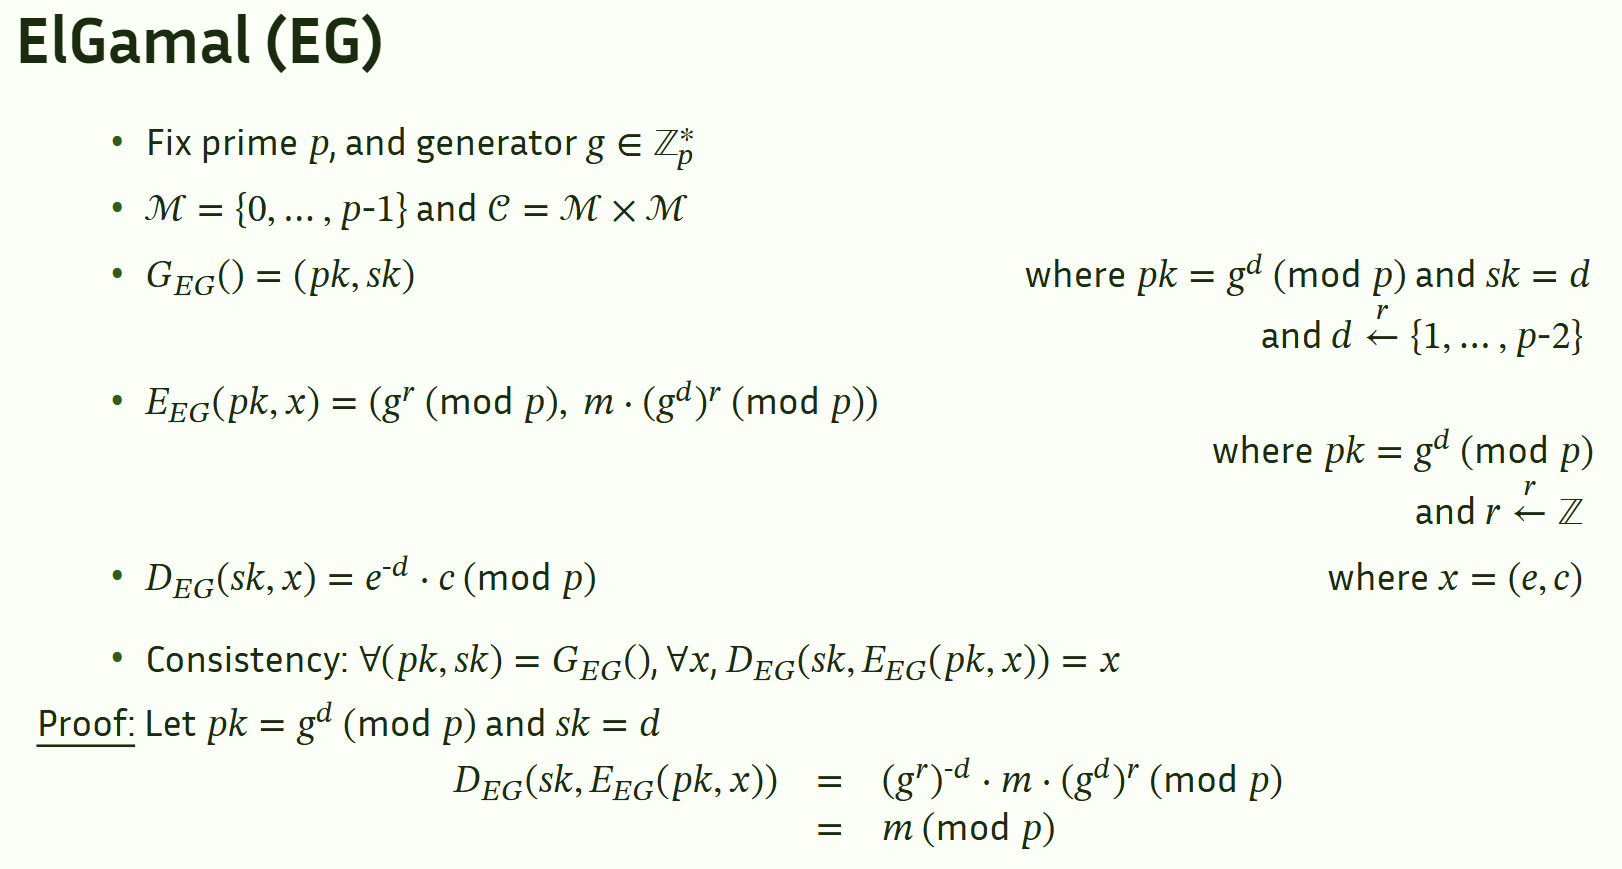 ElGamal (EG)
• Fix prime p, and generator g ∈ ℤ*ₚ
• ℳ = {0, … , p-1} and 𝒞 = ℳ × ℳ
• G_EG() = (pk, sk) where pk = g^d (mod p) and sk = d
and d ←^r {1, … , p-2}
• E_EG(pk, x) = (g^r (mod p), m · (g^d)^r (mod p))
where pk = g^d (mod p)
and r ←^r ℤ
• D_EG(sk, x) = e^-d · c (mod p) where x = (e, c)
• Consistency: ∀(pk, sk) = G_EG(), ∀x, D_EG(sk, E_EG(pk, x)) = x
Proof: Let pk = g^d (mod p) and sk = d
D_EG(sk, E_EG(pk, x)) = (g^r)^-d · m · (g^d)^r (mod p)
= m (mod p)